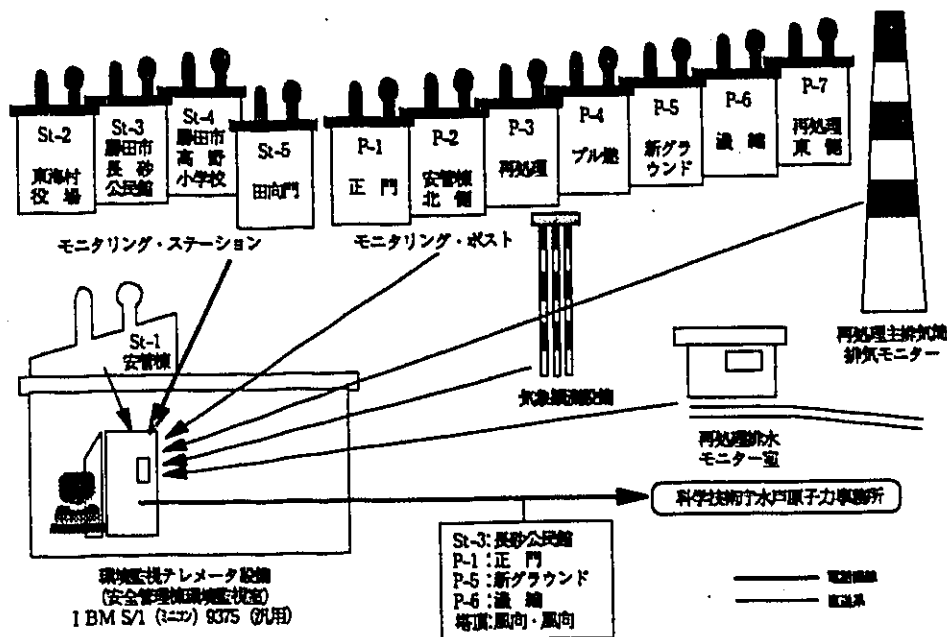 St-2
東海村
役場
St-3
勝田市
長砂
公民館
St-4
勝田市
高野
小学校
St-5
田向門
P-1
正門
P-2
安管棟
北側
P-3
再処理
P-4
プル燃
P-5
新グラ
ウンド
P-6
P-7
再処理
東側
モニタリング・ステーション
モニタリング・ポスト
St-1
安管棟
気象観測設備
再処理主排気筒
排気モニター
再処理排水
モニター室
科学技術庁水戸原子力事務所
St-3:長砂公民館
P-1:正門
P-5:新グラウンド
P-6:
塔頂:風向・風向
環境監視テレメータ設備
(安全管理棟環境監視室)
IBM S/1 (ミニコン) 9375 (汎用)
直送系